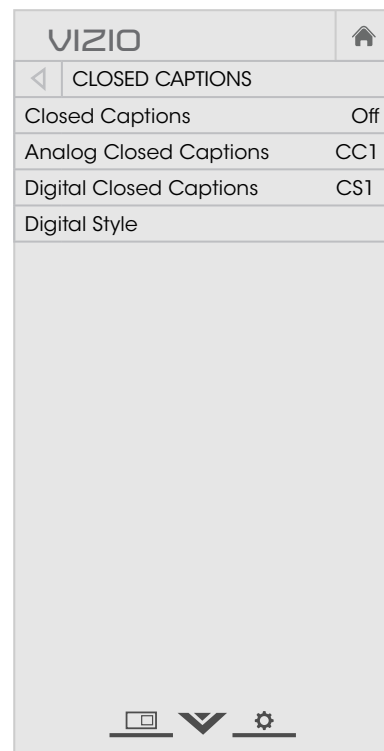 VIZIO
CLOSED CAPTIONS
Closed Captions Off
Analog Closed Captions CC1
Digital Closed Captions CS1
Digital Style